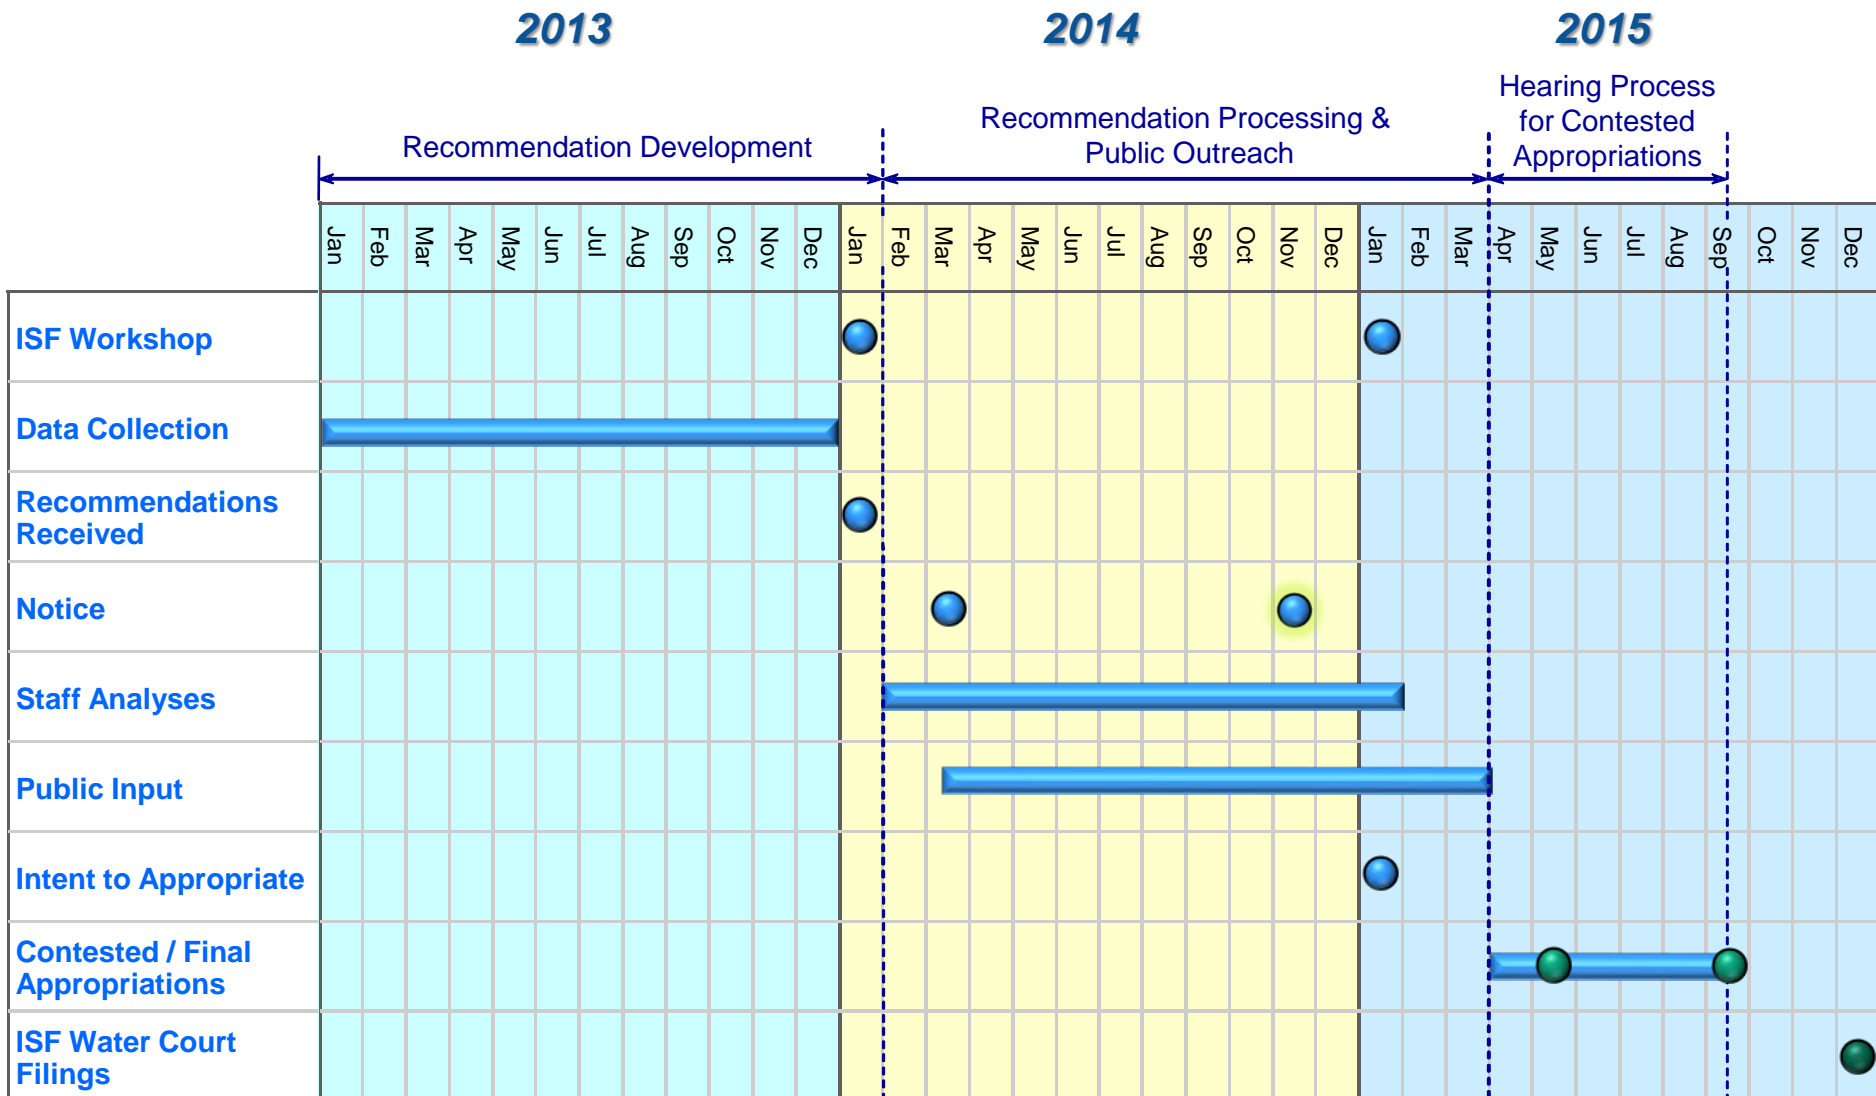 2013
2014
2015
Recommendation Development
Recommendation Processing &
Public Outreach
Hearing Process
for Contested
Appropriations
Jan Feb Mar Apr May Jun Jul Aug Sep Oct Nov Dec Jan Feb Mar Apr May Jun Jul Aug Sep Oct Nov Dec Jan Feb Mar Apr May Jun Jul Aug Sep Oct Nov Dec
ISF Workshop
Data Collection
Recommendations
Received
Notice
Staff Analyses
Public Input
Intent to Appropriate
Contested / Final
Appropriations
ISF Water Court
Filings